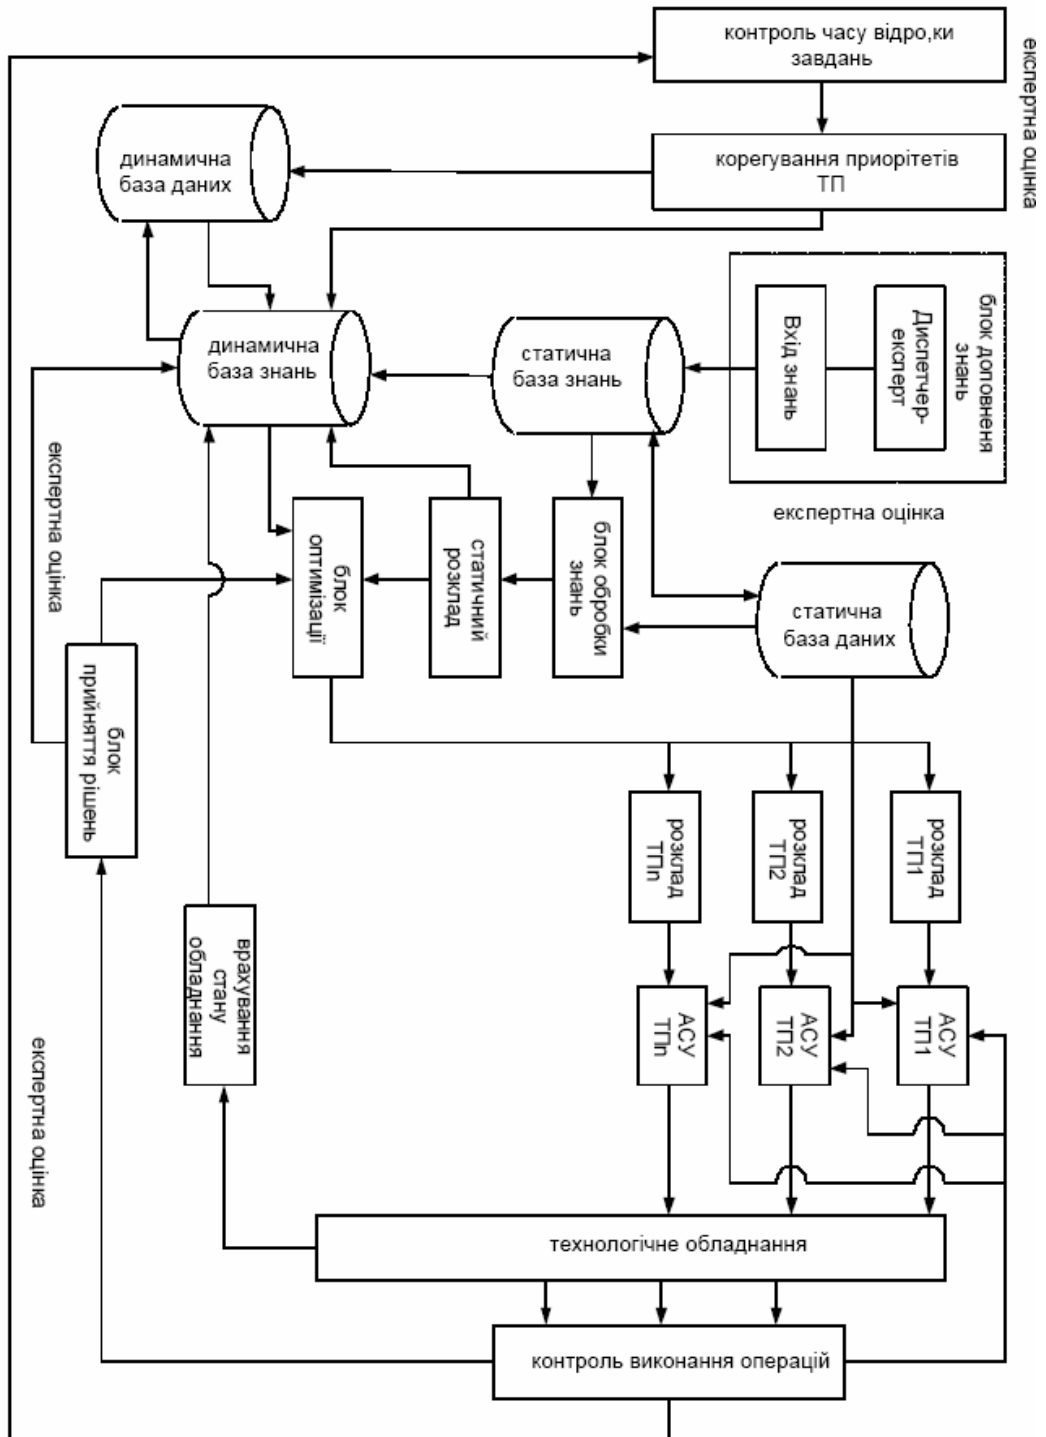 контроль часу відро,ки
завдань
експертна оцінка
корегування приорітетів
ТП
динамична
база даних
динамична
база знань
статична
база знань
Вхід знань
Диспетчер-
експерт
блок доповненя
знань
експертна оцінка
експертна оцінка
блок
оптимізації
статичний
розклад
блок обробки
знань
статична
база даних
блок
прийняття рішень
розклад
ТПn
розклад
ТП2
розклад
ТП1
врахування
стану
обладнання
АСУ
ТПn
АСУ
ТП2
АСУ
ТП1
експертна оцінка
технологічне обладнання
контроль виконання операцій